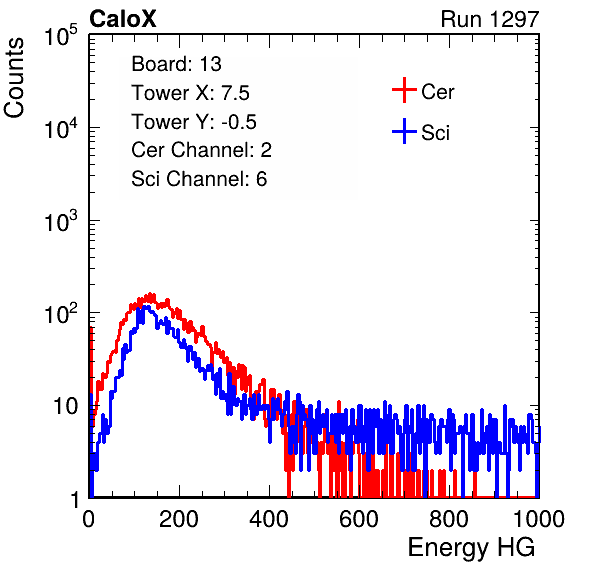 CaloX Run 1297
Counts
10^5
10^4
10^3
10^2
10
1
Board: 13
Tower X: 7.5
Tower Y: -0.5
Cer Channel: 2
Sci Channel: 6
Cer
Sci
0 200 400 600 800 1000
Energy HG